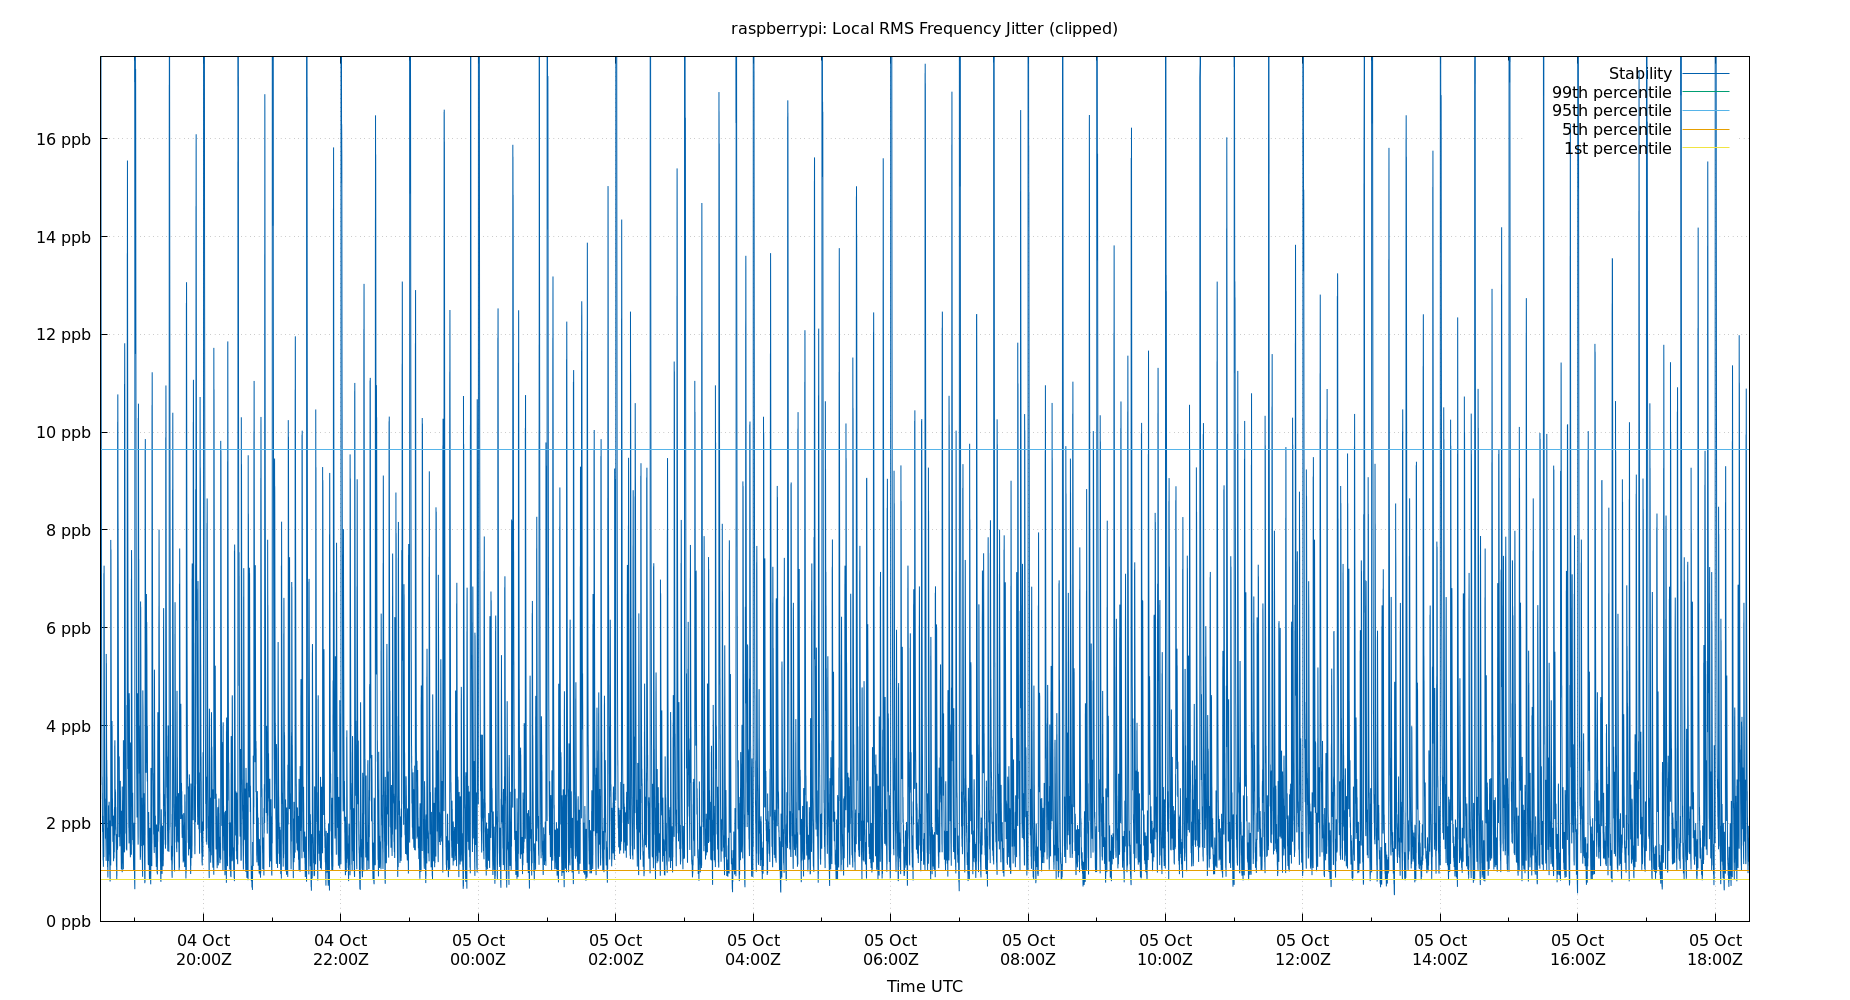 raspberrypi: Local RMS Frequency Jitter (clipped)
Stability
99th percentile
95th percentile
5th percentile
1st percentile
16 ppb
14 ppb
12 ppb
10 ppb
8 ppb
6 ppb
4 ppb
2 ppb
0 ppb
04 Oct 04 Oct 05 Oct 05 Oct 05 Oct 05 Oct 05 Oct 05 Oct 05 Oct 05 Oct 05 Oct 05 Oct
20:00Z 22:00Z 00:00Z 02:00Z 04:00Z 06:00Z 08:00Z 10:00Z 12:00Z 14:00Z 16:00Z 18:00Z
Time UTC